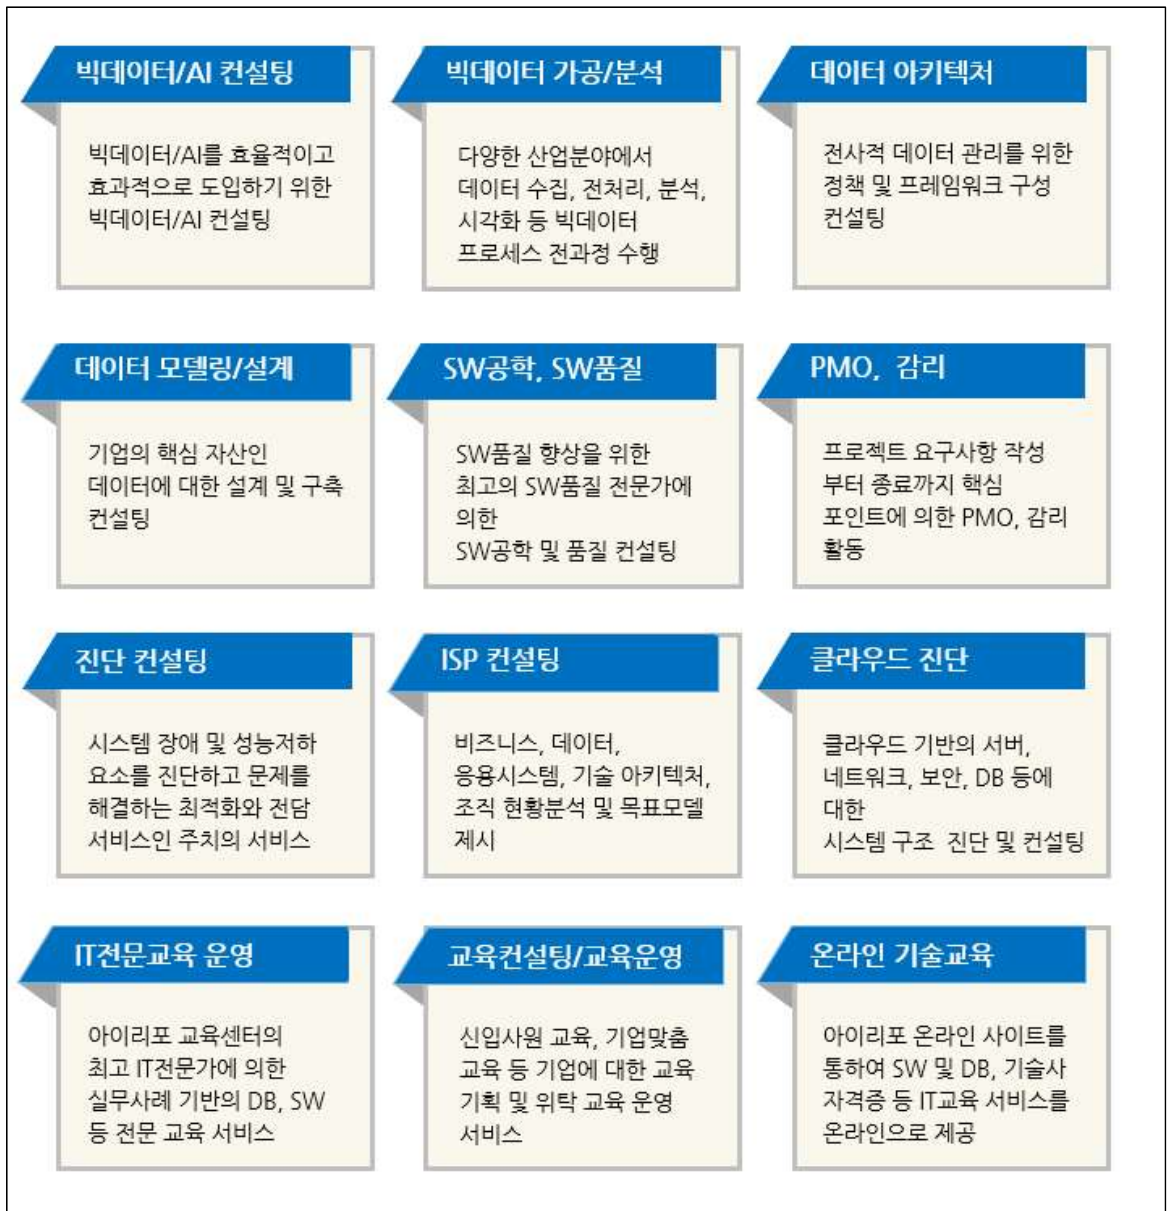 빅데이터/AI 컨설팅
빅데이터/AI를 효율적이고
효과적으로 도입하기 위한
빅데이터/AI 컨설팅
빅데이터 가공/분석
다양한 산업분야에서
데이터 수집, 전처리, 분석,
시각화 등 빅데이터
프로세스 전과정 수행
데이터 아키텍처
전사적 데이터 관리를 위한
정책 및 프레임워크 구성
컨설팅
데이터 모델링/설계
기업의 핵심 자산인
데이터에 대한 설계 및 구축
컨설팅
SW공학, SW품질
SW품질 향상을 위한
최고의 SW품질 전문가에
의한
SW공학 및 품질 컨설팅
PMO, 감리
프로젝트 요구사항 작성
부터 종료까지 핵심
포인트에 의한 PMO, 감리
활동
진단 컨설팅
시스템 장애 및 성능저하
요소를 진단하고 문제를
해결하는 최적화와 전담
서비스인 주치의 서비스
ISP 컨설팅
비즈니스, 데이터,
응용시스템, 기술 아키텍처,
조직 현황분석 및 목표모델
제시
클라우드 진단
클라우드 기반의 서버,
네트워크, 보안, DB 등에
대한
시스템 구조 진단 및 컨설팅
IT전문교육 운영
아이리포 교육센터의
최고 IT전문가에 의한
실무사례 기반의 DB, SW
등 전문 교육 서비스
교육컨설팅/교육운영
신입사원 교육, 기업맞춤
교육 등 기업에 대한 교육
기획 및 위탁 교육 운영
서비스
온라인 기술교육
아이리포 온라인 사이트를
통하여 SW 및 DB, 기술사
자격증 등 IT교육 서비스를
온라인으로 제공